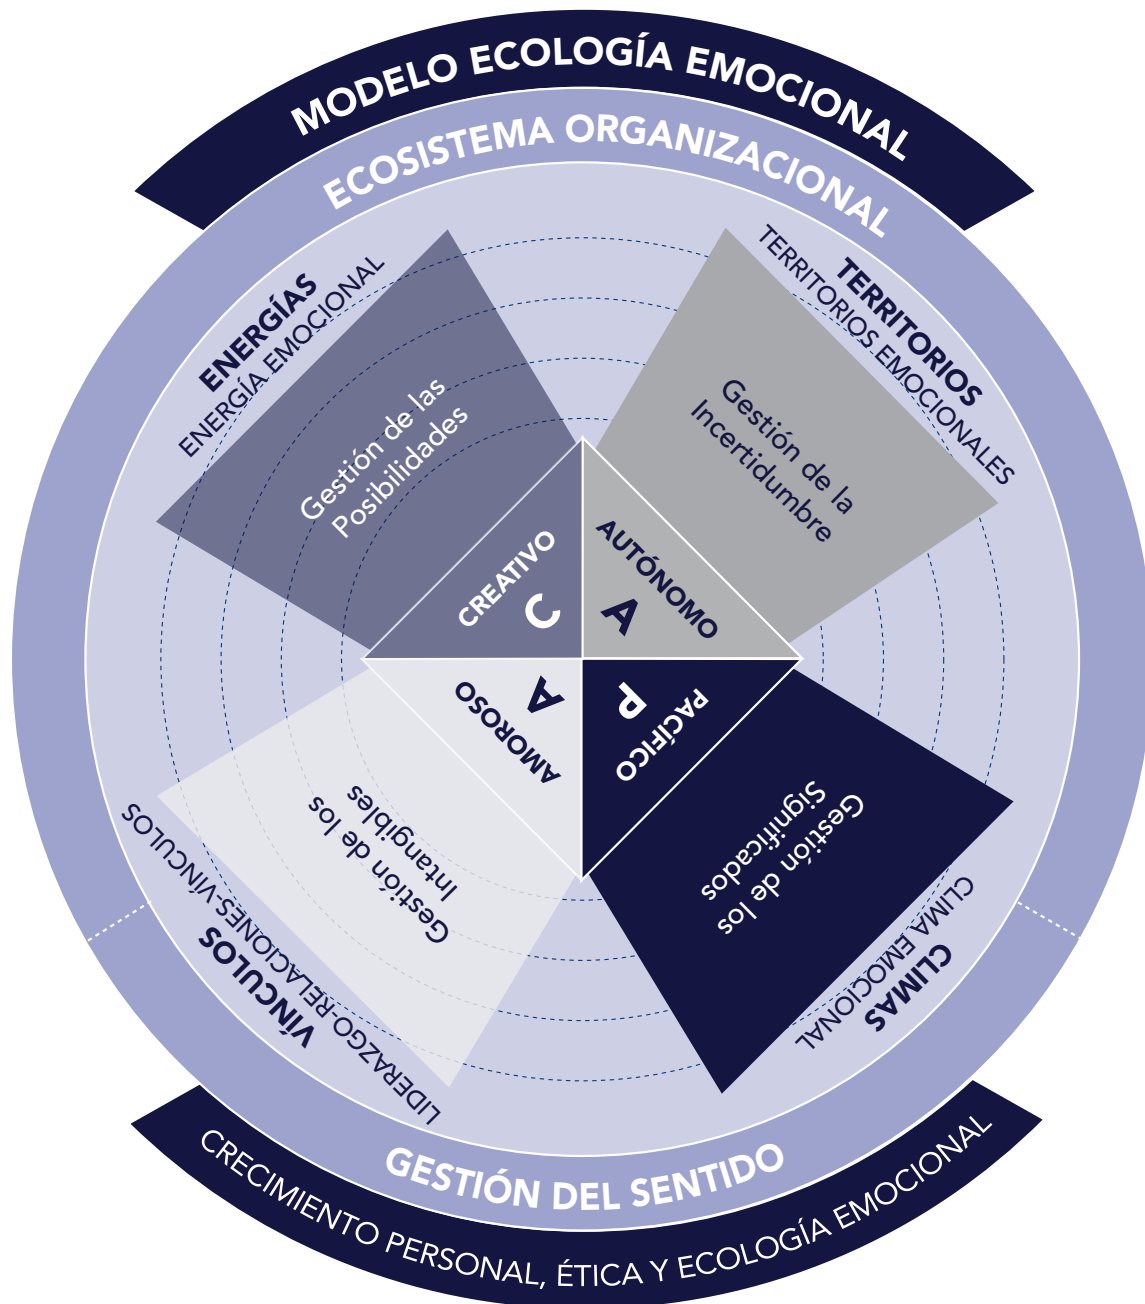 MODELO ECOLOGÍA EMOCIONAL
ECOSISTEMA ORGANIZACIONAL
ENERGÍAS
ENERGÍA EMOCIONAL
Gestión de las
Posibilidades
CREATIVO
C
TERRITORIOS
TERRITORIOS EMOCIONALES
Gestión de la
Incertidumbre
AUTÓNOMO
A
AMOROSO
A
Gestión de los
Intangibles
VÍNCULOS
LIDERAZGO-RELACIONES-VÍNCULOS
PACÍFICO
P
Gestión de los
Significados
CLIMAS
CLIMA EMOCIONAL
GESTIÓN DEL SENTIDO
CRECIMIENTO PERSONAL, ÉTICA Y ECOLOGÍA EMOCIONAL